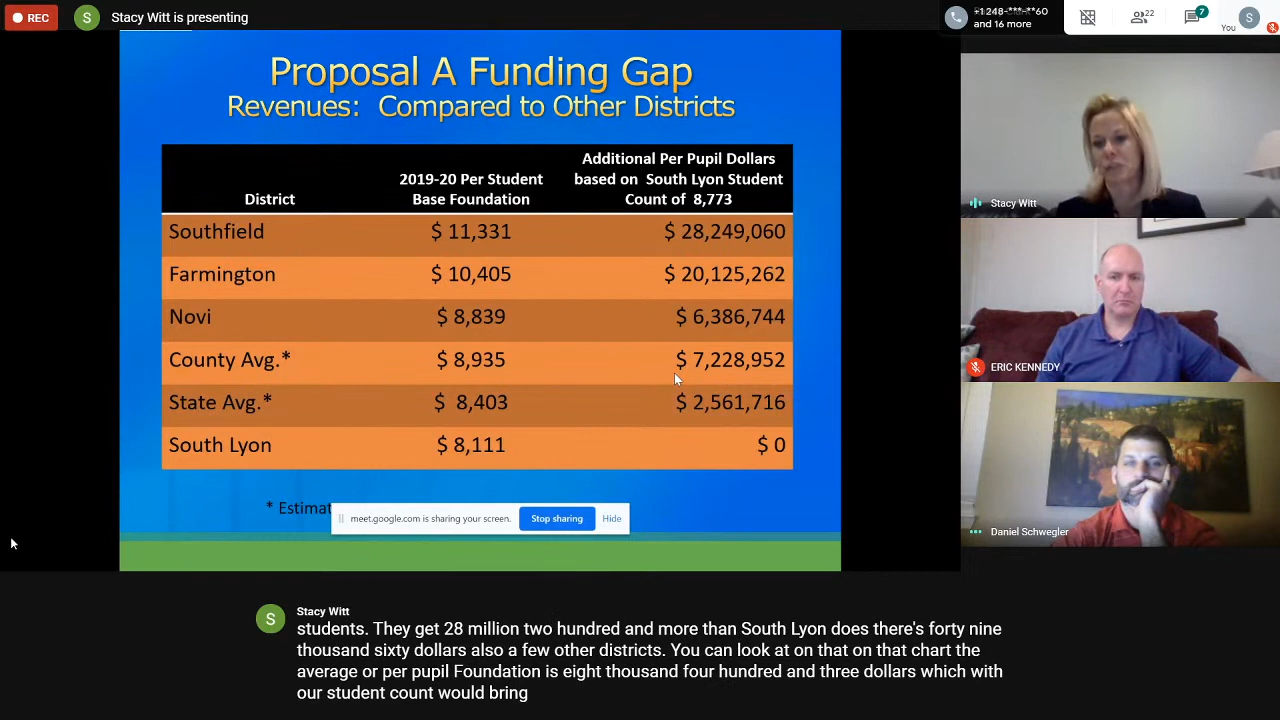 REC
S
Stacy Witt is presenting
+1 248-***-**60
and 16 more
22
7
S
You
Proposal A Funding Gap
Revenues: Compared to Other Districts
District
2019-20 Per Student
Base Foundation
Additional Per Pupil Dollars
based on South Lyon Student
Count of 8,773
Southfield $ 11,331 $ 28,249,060
Farmington $ 10,405 $ 20,125,262
Novi $ 8,839 $ 6,386,744
County Avg.* $ 8,935 $ 7,228,952
State Avg.* $ 8,403 $ 2,561,716
South Lyon $ 8,111 $ 0
* Estimat
meet.google.com is sharing your screen. Stop sharing Hide
Stacy Witt
ERIC KENNEDY
Daniel Schwegler
S
Stacy Witt
students. They get 28 million two hundred and more than South Lyon does there's forty nine
thousand sixty dollars also a few other districts. You can look at on that on that chart the
average or per pupil Foundation is eight thousand four hundred and three dollars which with
our student count would bring